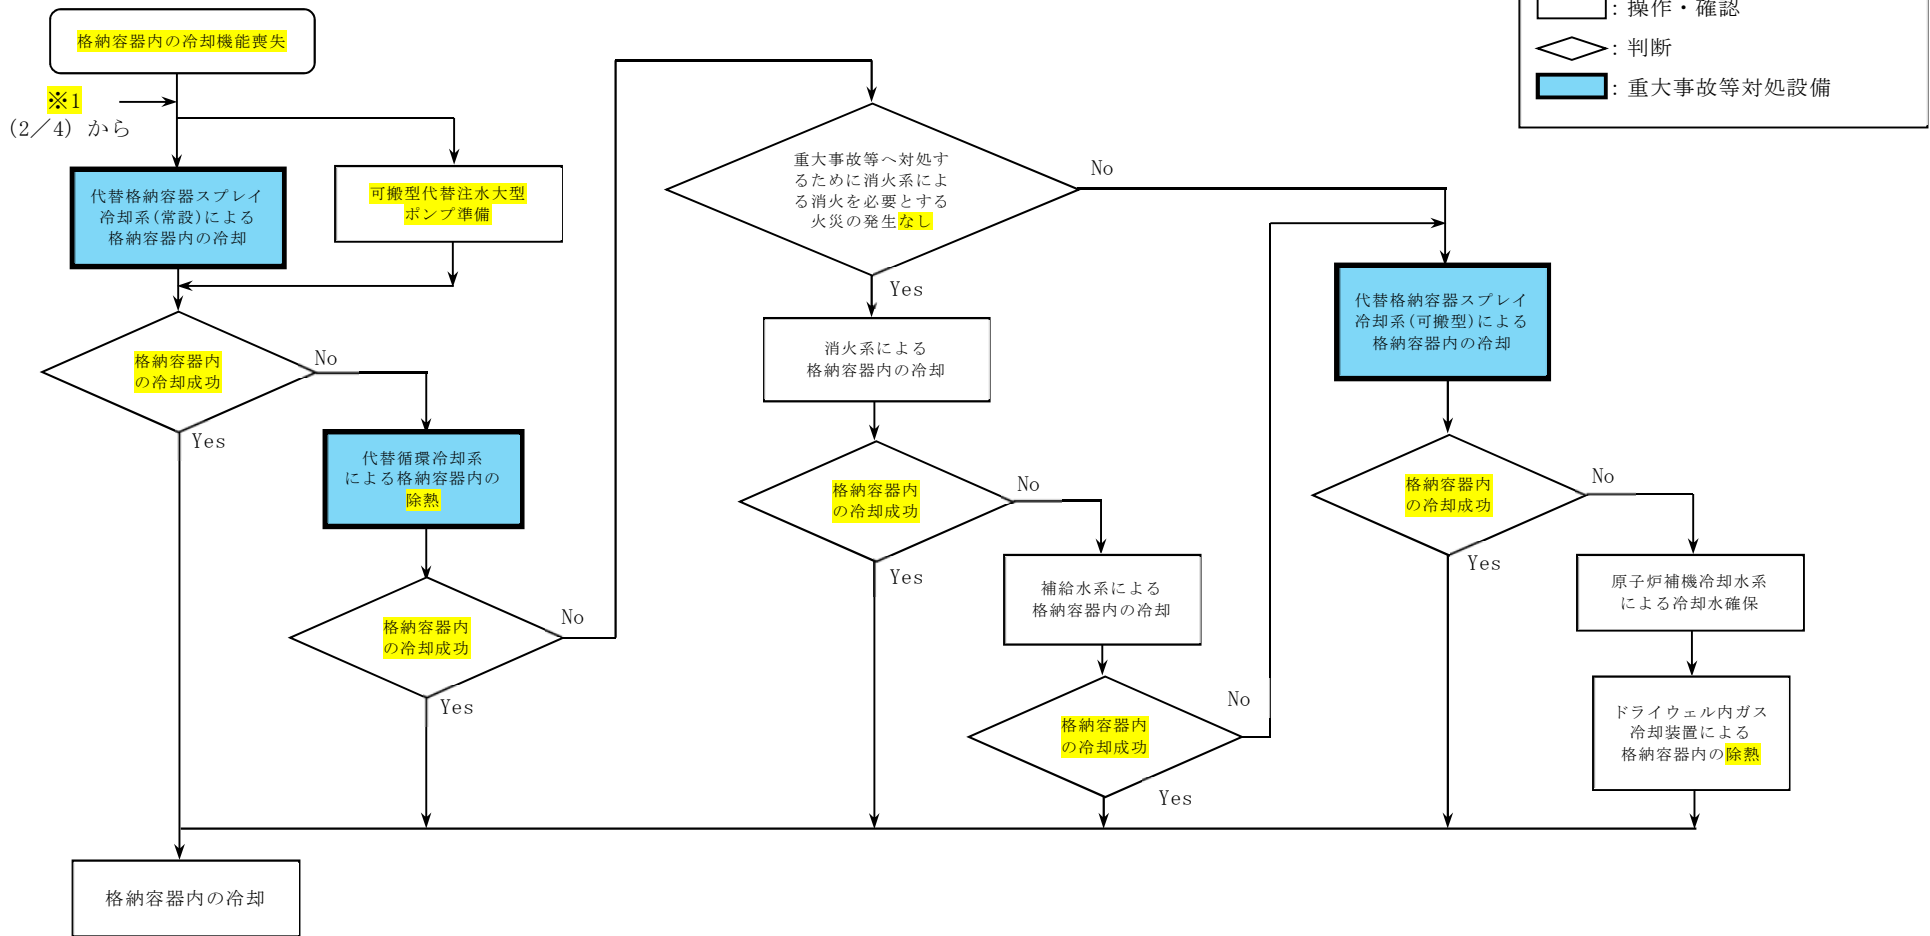 ：操作・確認
：判断
：重大事故等対処設備
格納容器内の冷却機能喪失
※1
(2／4) から
代替格納容器スプレイ
冷却系(常設)による
格納容器内の冷却
可搬型代替注水大型
ポンプ準備
格納容器内
の冷却成功
No
Yes
代替循環冷却系
による格納容器内の
除熱
格納容器内
の冷却成功
No
Yes
重大事故等へ対処す
るために消火系によ
る消火を必要とする
火災の発生なし
No
Yes
消火系による
格納容器内の冷却
格納容器内
の冷却成功
No
Yes
補給水系による
格納容器内の冷却
格納容器内
の冷却成功
No
Yes
代替格納容器スプレイ
冷却系(可搬型)による
格納容器内の冷却
格納容器内
の冷却成功
No
Yes
原子炉補機冷却水系
による冷却水確保
ドライウェル内ガス
冷却装置による
格納容器内の除熱
格納容器内の冷却